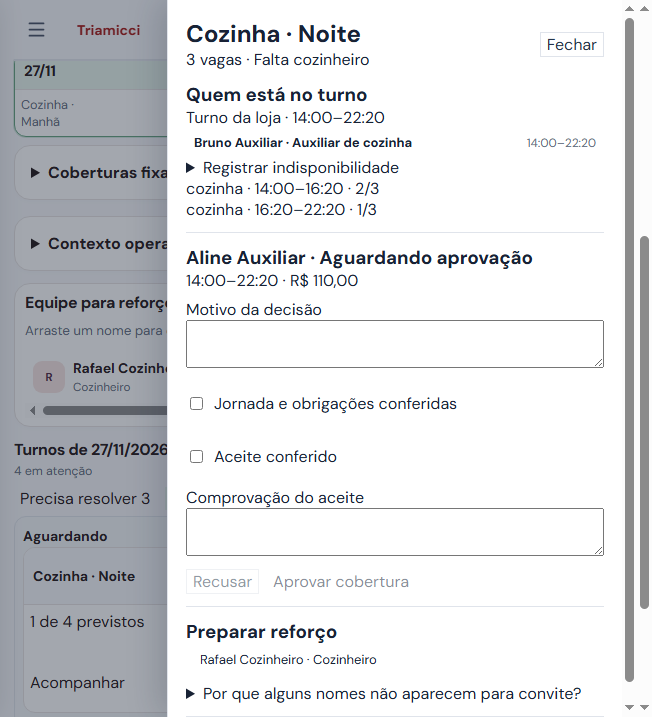 Triamicci
27/11
Cozinha ·
Manhã
Coberturas fixa
Contexto opera
Equipe para reforç
Arraste um nome para
R
Rafael Cozinhe
Cozinheiro
Turnos de 27/11/2026
4 em atenção
Precisa resolver 3
Aguardando
Cozinha · Noite
1 de 4 previstos
Acompanhar
Cozinha · Noite
3 vagas · Falta cozinheiro
Fechar
Quem está no turno
Turno da loja · 14:00–22:20
Bruno Auxiliar · Auxiliar de cozinha 14:00–22:20
Registrar indisponibilidade
cozinha · 14:00–16:20 · 2/3
cozinha · 16:20–22:20 · 1/3
Aline Auxiliar · Aguardando aprovação
14:00–22:20 · R$ 110,00
Motivo da decisão
Jornada e obrigações conferidas
Aceite conferido
Comprovação do aceite
Recusar Aprovar cobertura
Preparar reforço
Rafael Cozinheiro · Cozinheiro
Por que alguns nomes não aparecem para convite?